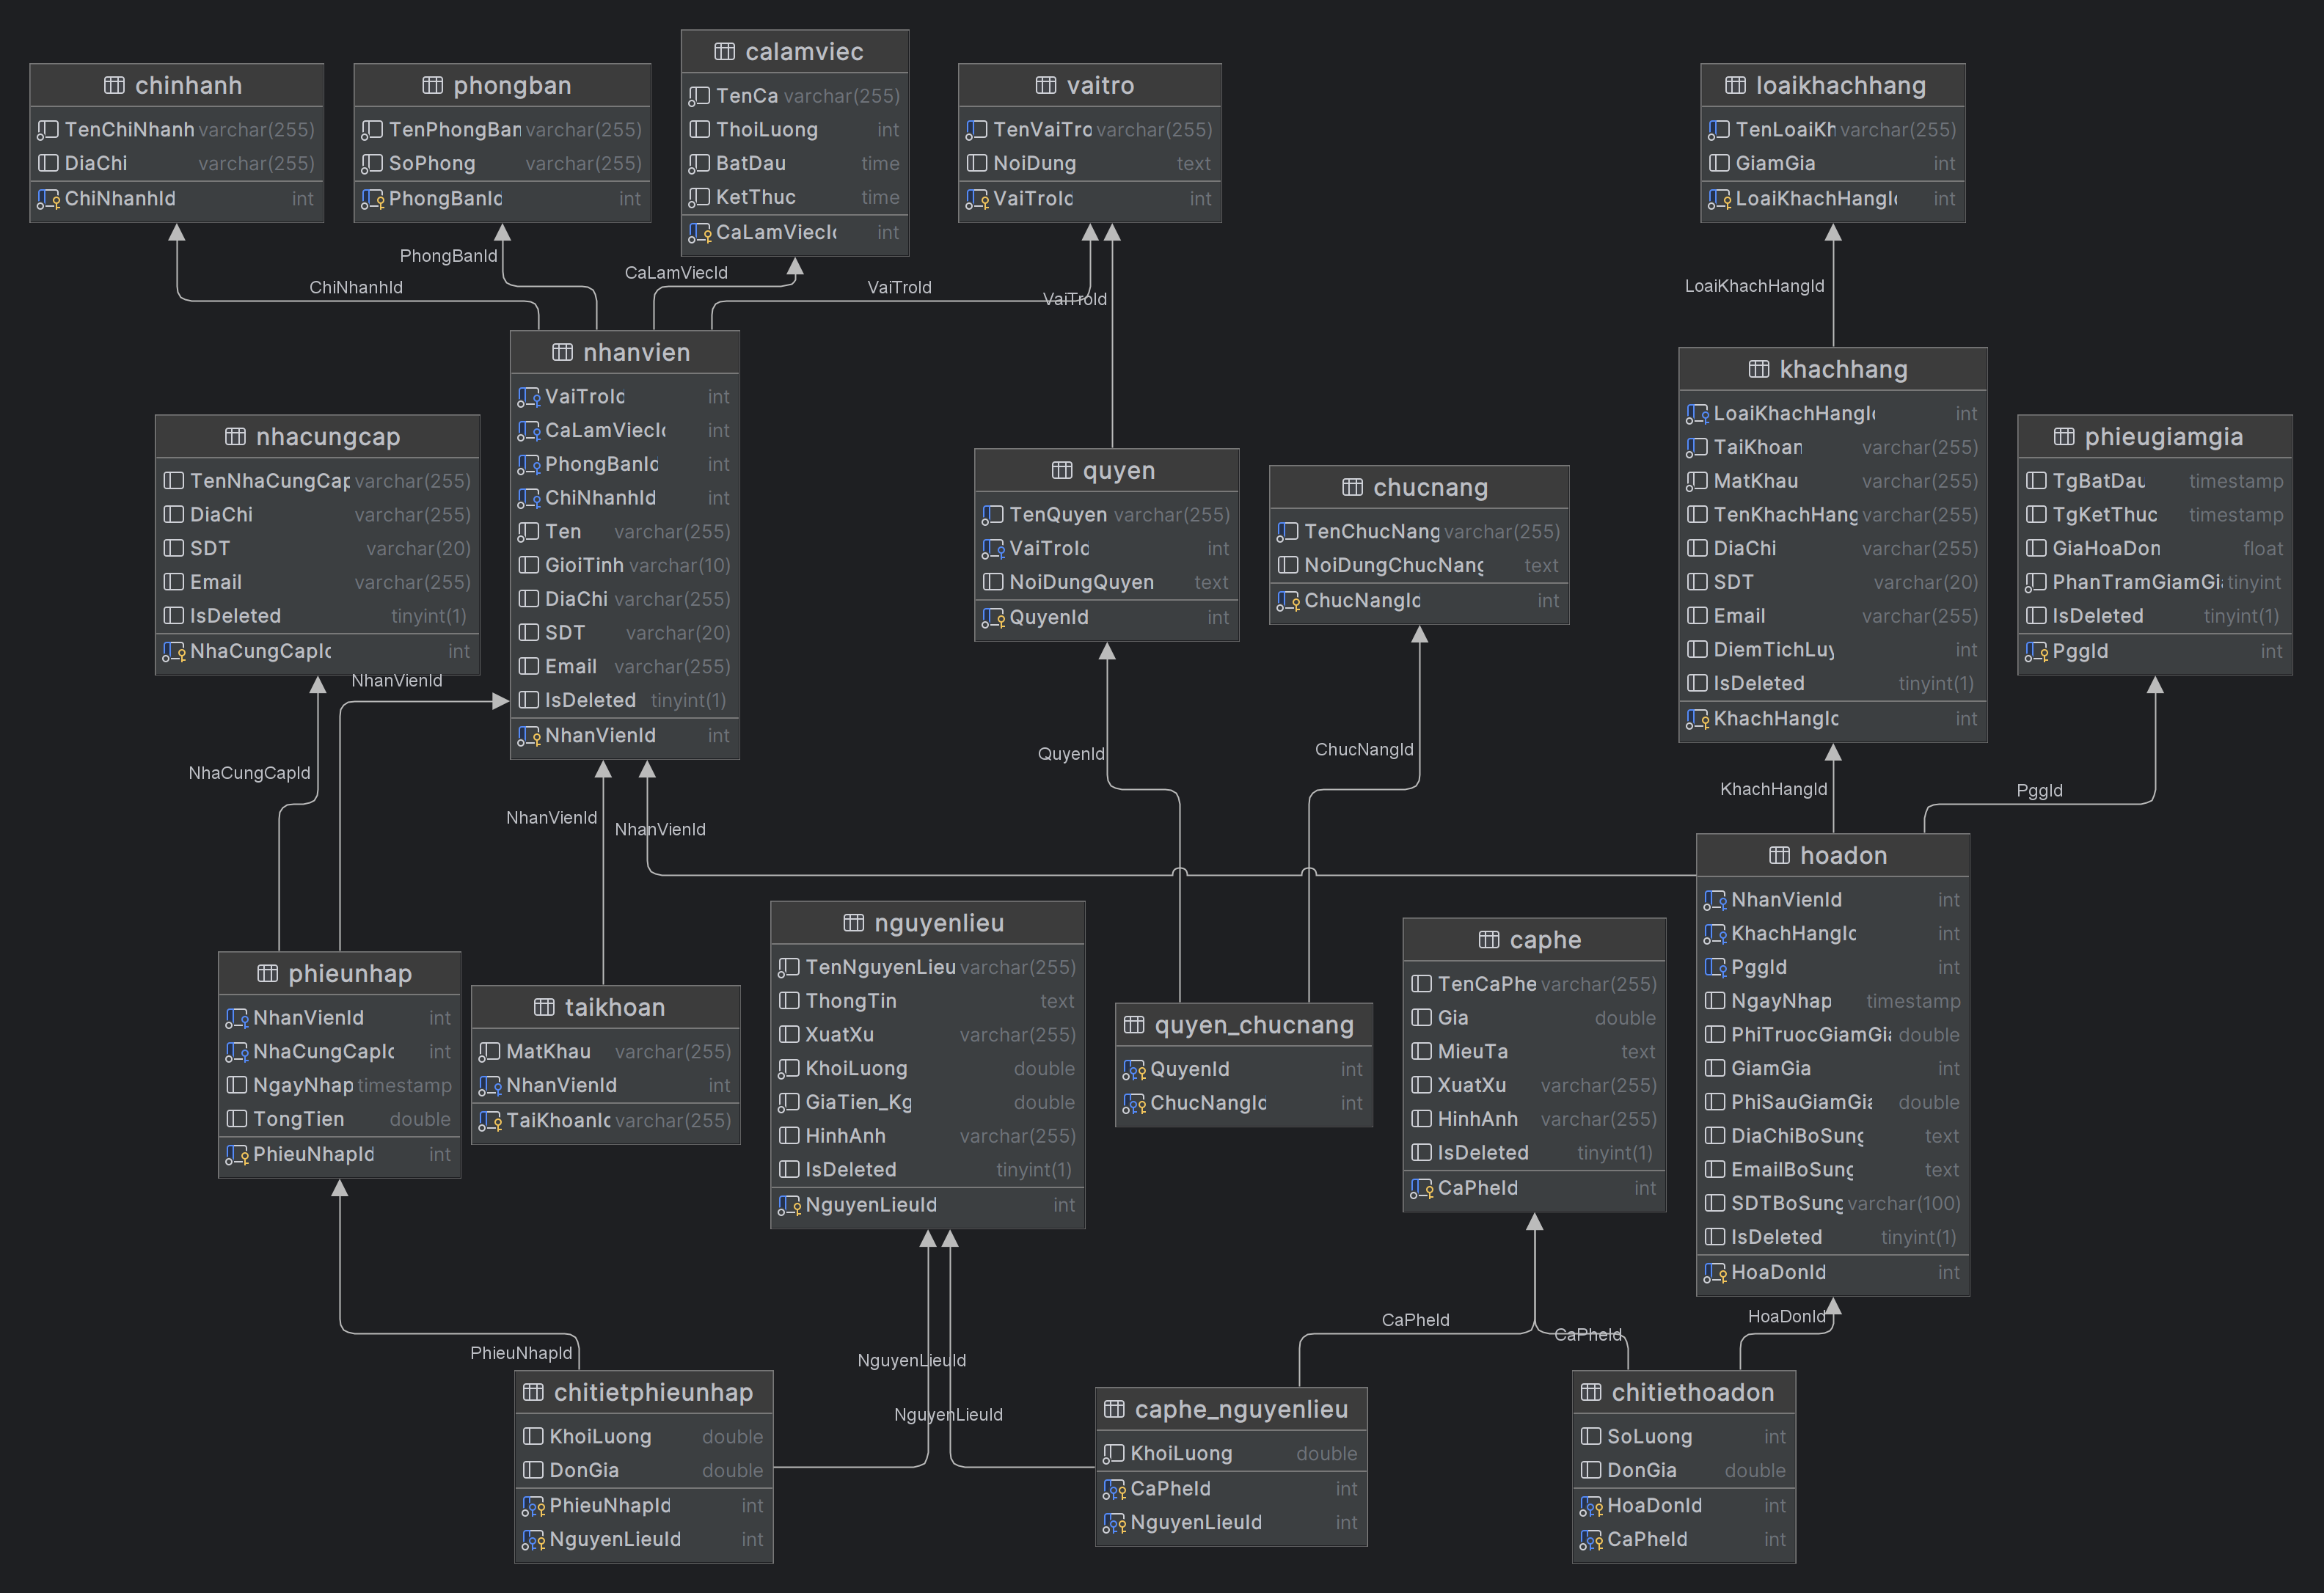 calamviec
TenCa varchar(255)
ThoiLuong int
BatDau time
KetThuc time
CaLamViecIc int
chinhanh
TenChiNhanh varchar(255)
DiaChi varchar(255)
ChiNhanhId int
phongban
TenPhongBan varchar(255)
SoPhong varchar(255)
PhongBanId int
vaitro
TenVaiTro varchar(255)
NoiDung text
VaiTroId int
loaikhachhang
TenLoaiKh varchar(255)
GiamGia int
LoaiKhachHangId int
PhongBanId
CaLamViecId
ChiNhanhId
VaiTroId
VaiTroId
LoaiKhachHangId
nhanvien
VaiTroId int
CaLamViecIc int
PhongBanId int
ChiNhanhId int
Ten varchar(255)
GioiTinh varchar(10)
DiaChi varchar(255)
SDT varchar(20)
Email varchar(255)
IsDeleted tinyint(1)
NhanVienId int
khachhang
LoaiKhachHangId int
TaiKhoan varchar(255)
MatKhau varchar(255)
TenKhachHang varchar(255)
DiaChi varchar(255)
SDT varchar(20)
Email varchar(255)
DiemTichLuy int
IsDeleted tinyint(1)
KhachHangId int
nhacungcap
TenNhaCungCap varchar(255)
DiaChi varchar(255)
SDT varchar(20)
Email varchar(255)
IsDeleted tinyint(1)
NhaCungCapId int
phieugiamgia
TgBatDau timestamp
TgKetThuc timestamp
GiaHoaDon float
PhanTramGiamGi tinyint
IsDeleted tinyint(1)
PggId int
quyen
TenQuyen varchar(255)
VaiTroId int
NoiDungQuyen text
QuyenId int
chucnang
TenChucNang varchar(255)
NoiDungChucNang text
ChucNangId int
NhanVienId
NhaCungCapId
QuyenId
ChucNangId
NhanVienId
NhanVienId
KhachHangId
PggId
hoadon
NhanVienId int
KhachHangId int
PggId int
NgayNhap timestamp
PhiTruocGiamGia double
GiamGia int
PhiSauGiamGia double
DiaChiBoSung text
EmailBoSung text
SDTBoSung varchar(100)
IsDeleted tinyint(1)
HoaDonId int
nguyenlieu
TenNguyenLieu varchar(255)
ThongTin text
XuatXu varchar(255)
KhoiLuong double
GiaTien_Kg double
HinhAnh varchar(255)
IsDeleted tinyint(1)
NguyenLieuId int
caphe
TenCaPhe varchar(255)
Gia double
MieuTa text
XuatXu varchar(255)
HinhAnh varchar(255)
IsDeleted tinyint(1)
CaPheId int
phieunhap
NhanVienId int
NhaCungCapId int
NgayNhap timestamp
TongTien double
PhieuNhapId int
taikhoan
MatKhau varchar(255)
NhanVienId int
TaiKhoanId varchar(255)
quyen_chucnang
QuyenId int
ChucNangId int
PhieuNhapId
NguyenLieuId
NguyenLieuId
CaPheId
CaPheId
HoaDonId
chitietphieunhap
KhoiLuong double
DonGia double
PhieuNhapId int
NguyenLieuId int
caphe_nguyenlieu
KhoiLuong double
CaPheId int
NguyenLieuId int
chitiethoadon
SoLuong int
DonGia double
HoaDonId int
CaPheId int